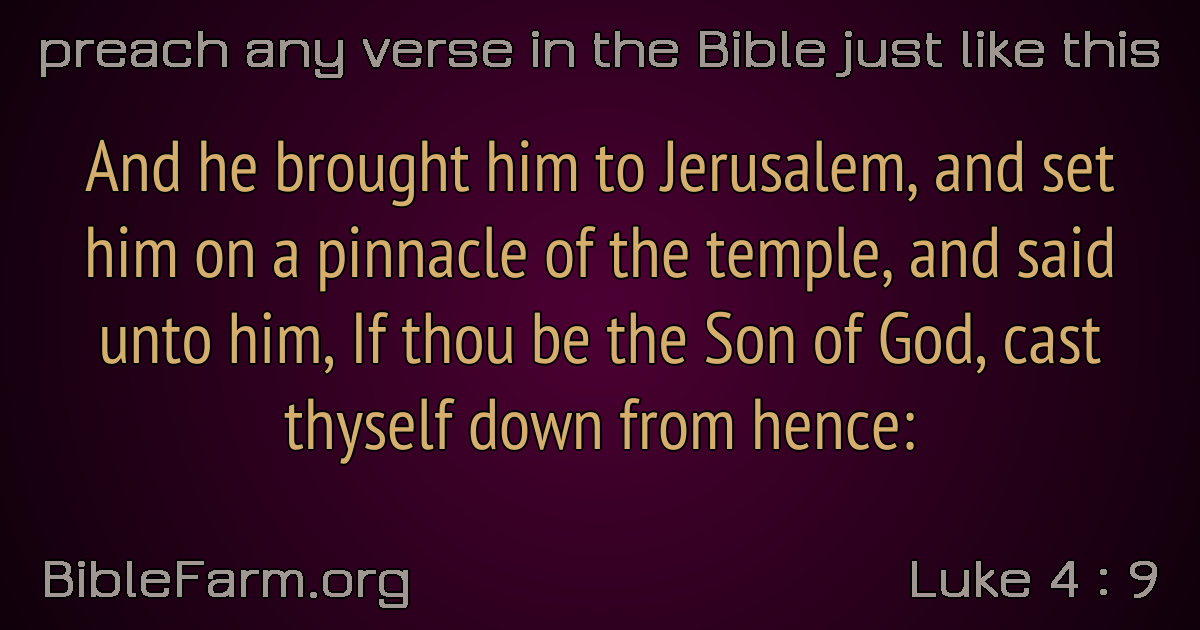 preach any verse in the Bible just like this
And he brought him to Jerusalem, and set
him on a pinnacle of the temple, and said
unto him, If thou be the Son of God, cast
thyself down from hence:
BibleFarm.org
Luke 4 : 9